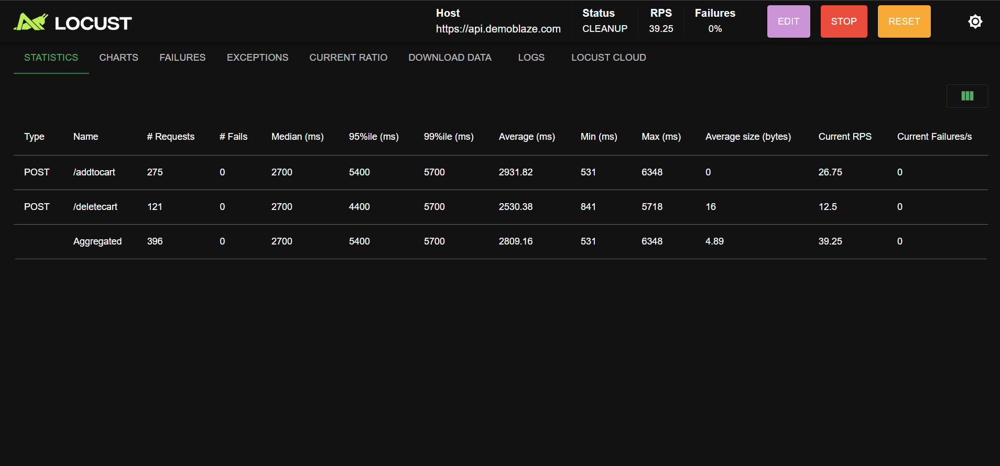 LOCUST
Host
https://api.demoblaze.com
Status
CLEANUP
RPS
39.25
Failures
0%
EDIT
STOP
RESET
STATISTICS CHARTS FAILURES EXCEPTIONS CURRENT RATIO DOWNLOAD DATA LOGS LOCUST CLOUD
Type Name # Requests # Fails Median (ms) 95%ile (ms) 99%ile (ms) Average (ms) Min (ms) Max (ms) Average size (bytes) Current RPS Current Failures/s
POST /addtocart 275 0 2700 5400 5700 2931.82 531 6348 0 26.75 0
POST /deletecart 121 0 2700 4400 5700 2530.38 841 5718 16 12.5 0
Aggregated 396 0 2700 5400 5700 2809.16 531 6348 4.89 39.25 0